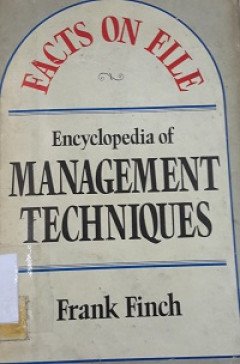 FACTS ON FILE
Encyclopedia of
MANAGEMENT
TECHNIQUES
Frank Finch